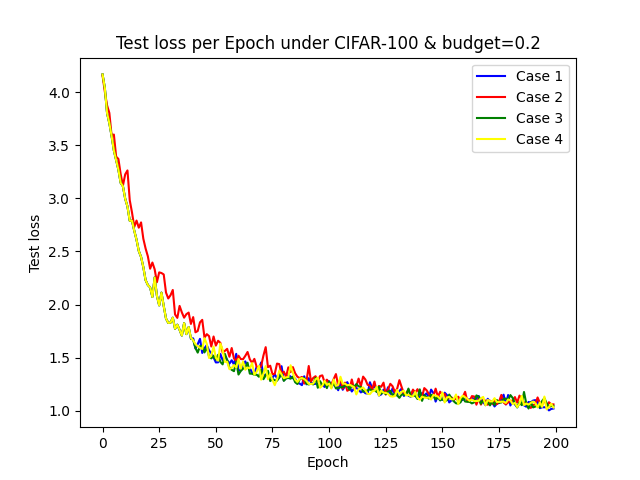 Test loss per Epoch under CIFAR-100 & budget=0.2
Case 1
Case 2
Case 3
Case 4
4.0
3.5
3.0
2.5
2.0
1.5
1.0
Test loss
0 25 50 75 100 125 150 175 200
Epoch